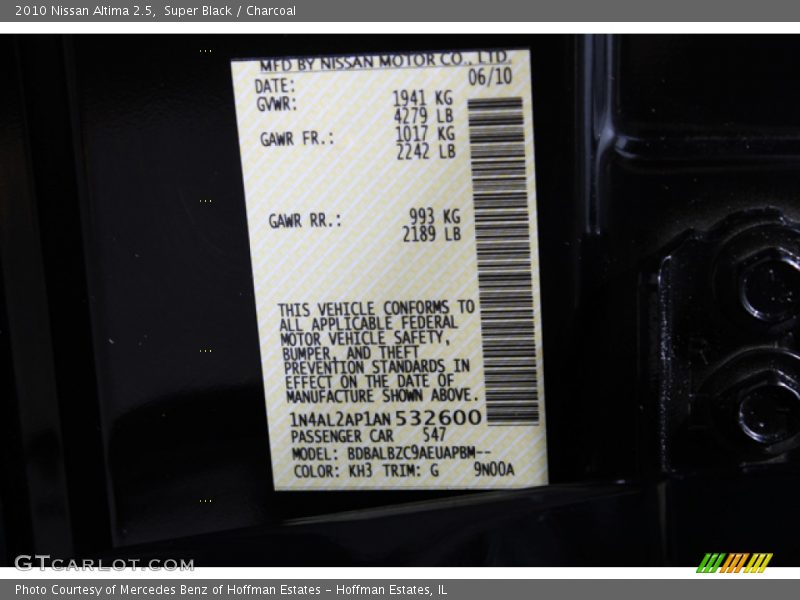 2010 Nissan Altima 2.5, Super Black / Charcoal
MFD BY NISSAN MOTOR CO., LTD.
DATE: 06/10
GVWR: 1941 KG
4279 LB
GAWR FR.: 1017 KG
2242 LB
GAWR RR.: 993 KG
2189 LB
THIS VEHICLE CONFORMS TO
ALL APPLICABLE FEDERAL
MOTOR VEHICLE SAFETY,
BUMPER, AND THEFT
PREVENTION STANDARDS IN
EFFECT ON THE DATE OF
MANUFACTURE SHOWN ABOVE.
1N4AL2AP1AN532600
PASSENGER CAR 547
MODEL: BDBALBZC9AEUAPBM--
COLOR: KH3 TRIM: G 9N00A
GTCARLOT.COM
Photo Courtesy of Mercedes Benz of Hoffman Estates - Hoffman Estates, IL